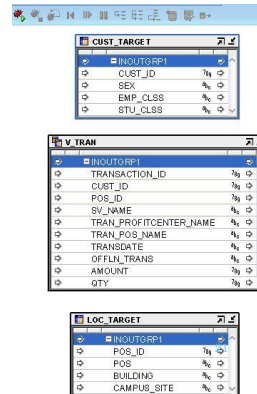 CUST_TARGET
INOUTGRP1
CUST_ID
SEX
EMP_CLSS
STU_CLSS
V_TRAN
INOUTGRP1
TRANSACTION_ID
CUST_ID
POS_ID
SV_NAME
TRAN_PROFITCENTER_NAME
TRAN_POS_NAME
TRANSDATE
OFFLN_TRANS
AMOUNT
QTY
LOC_TARGET
INOUTGRP1
POS_ID
POS
BUILDING
CAMPUS_SITE